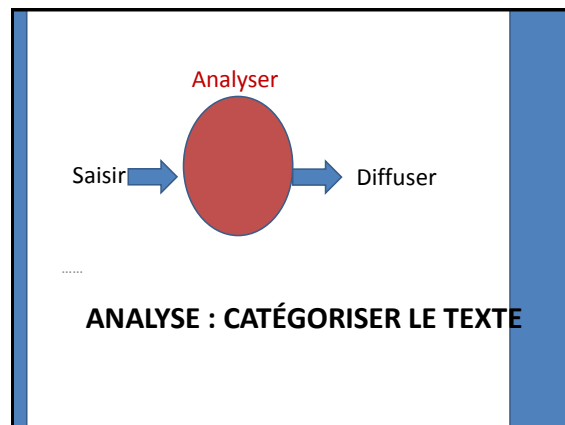 Analyser
Saisir
Diffuser
......
ANALYSE : CATÉGORISER LE TEXTE